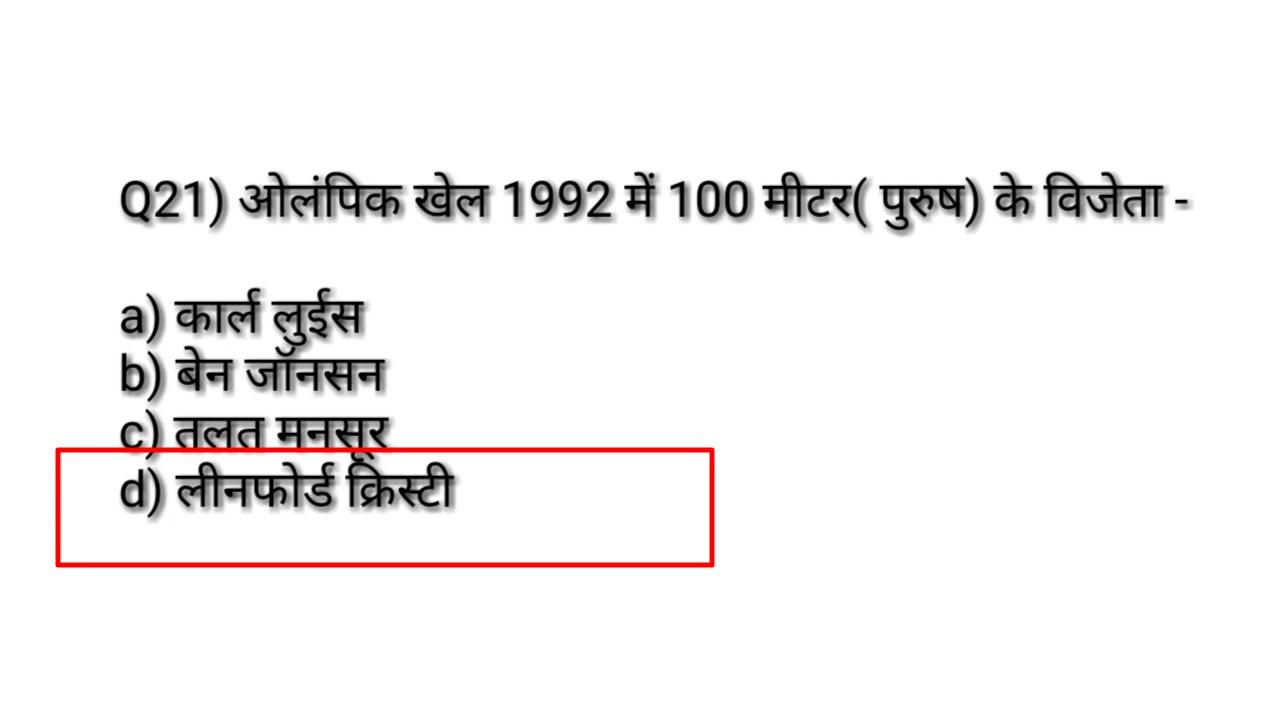 Q21) ओलंपिक खेल 1992 में 100 मीटर( पुरुष) के विजेता -
a) कार्ल लुईस
b) बेन जॉनसन
c) तलत मनसूर
d) लीनफोर्ड क्रिस्टी